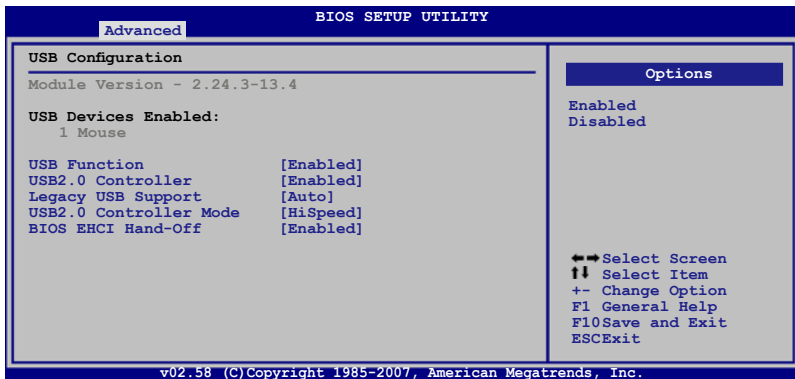 BIOS SETUP UTILITY
Advanced
USB Configuration
Module Version - 2.24.3-13.4
USB Devices Enabled:
1 Mouse
USB Function [Enabled]
USB2.0 Controller [Enabled]
Legacy USB Support [Auto]
USB2.0 Controller Mode [HiSpeed]
BIOS EHCI Hand-Off [Enabled]
Options
Enabled
Disabled
←→Select Screen
↑↓ Select Item
+- Change Option
F1 General Help
F10Save and Exit
ESCExit
v02.58 (C)Copyright 1985-2007, American Megatrends, Inc.